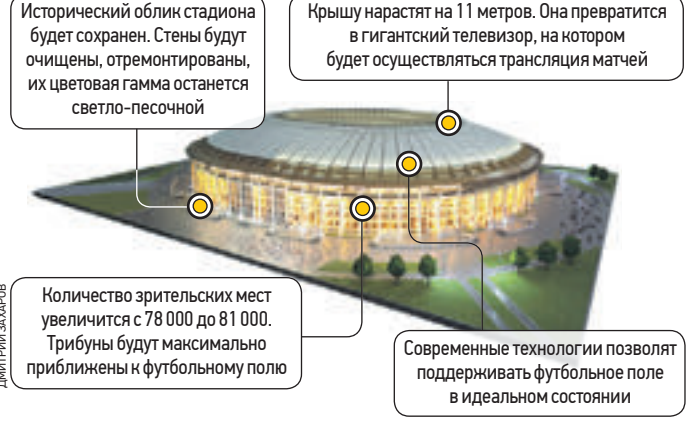 Исторический облик стадиона
будет сохранен. Стены будут
очищены, отремонтированы,
их цветовая гамма останется
светло-песочной
Крышу нарастят на 11 метров. Она превратится
в гигантский телевизор, на котором
будет осуществляться трансляция матчей
Количество зрительских мест
увеличится с 78 000 до 81 000.
Трибуны будут максимально
приближены к футбольному полю
Современные технологии позволят
поддерживать футбольное поле
в идеальном состоянии
ДМИТРИЙ ЗАХАРОВ